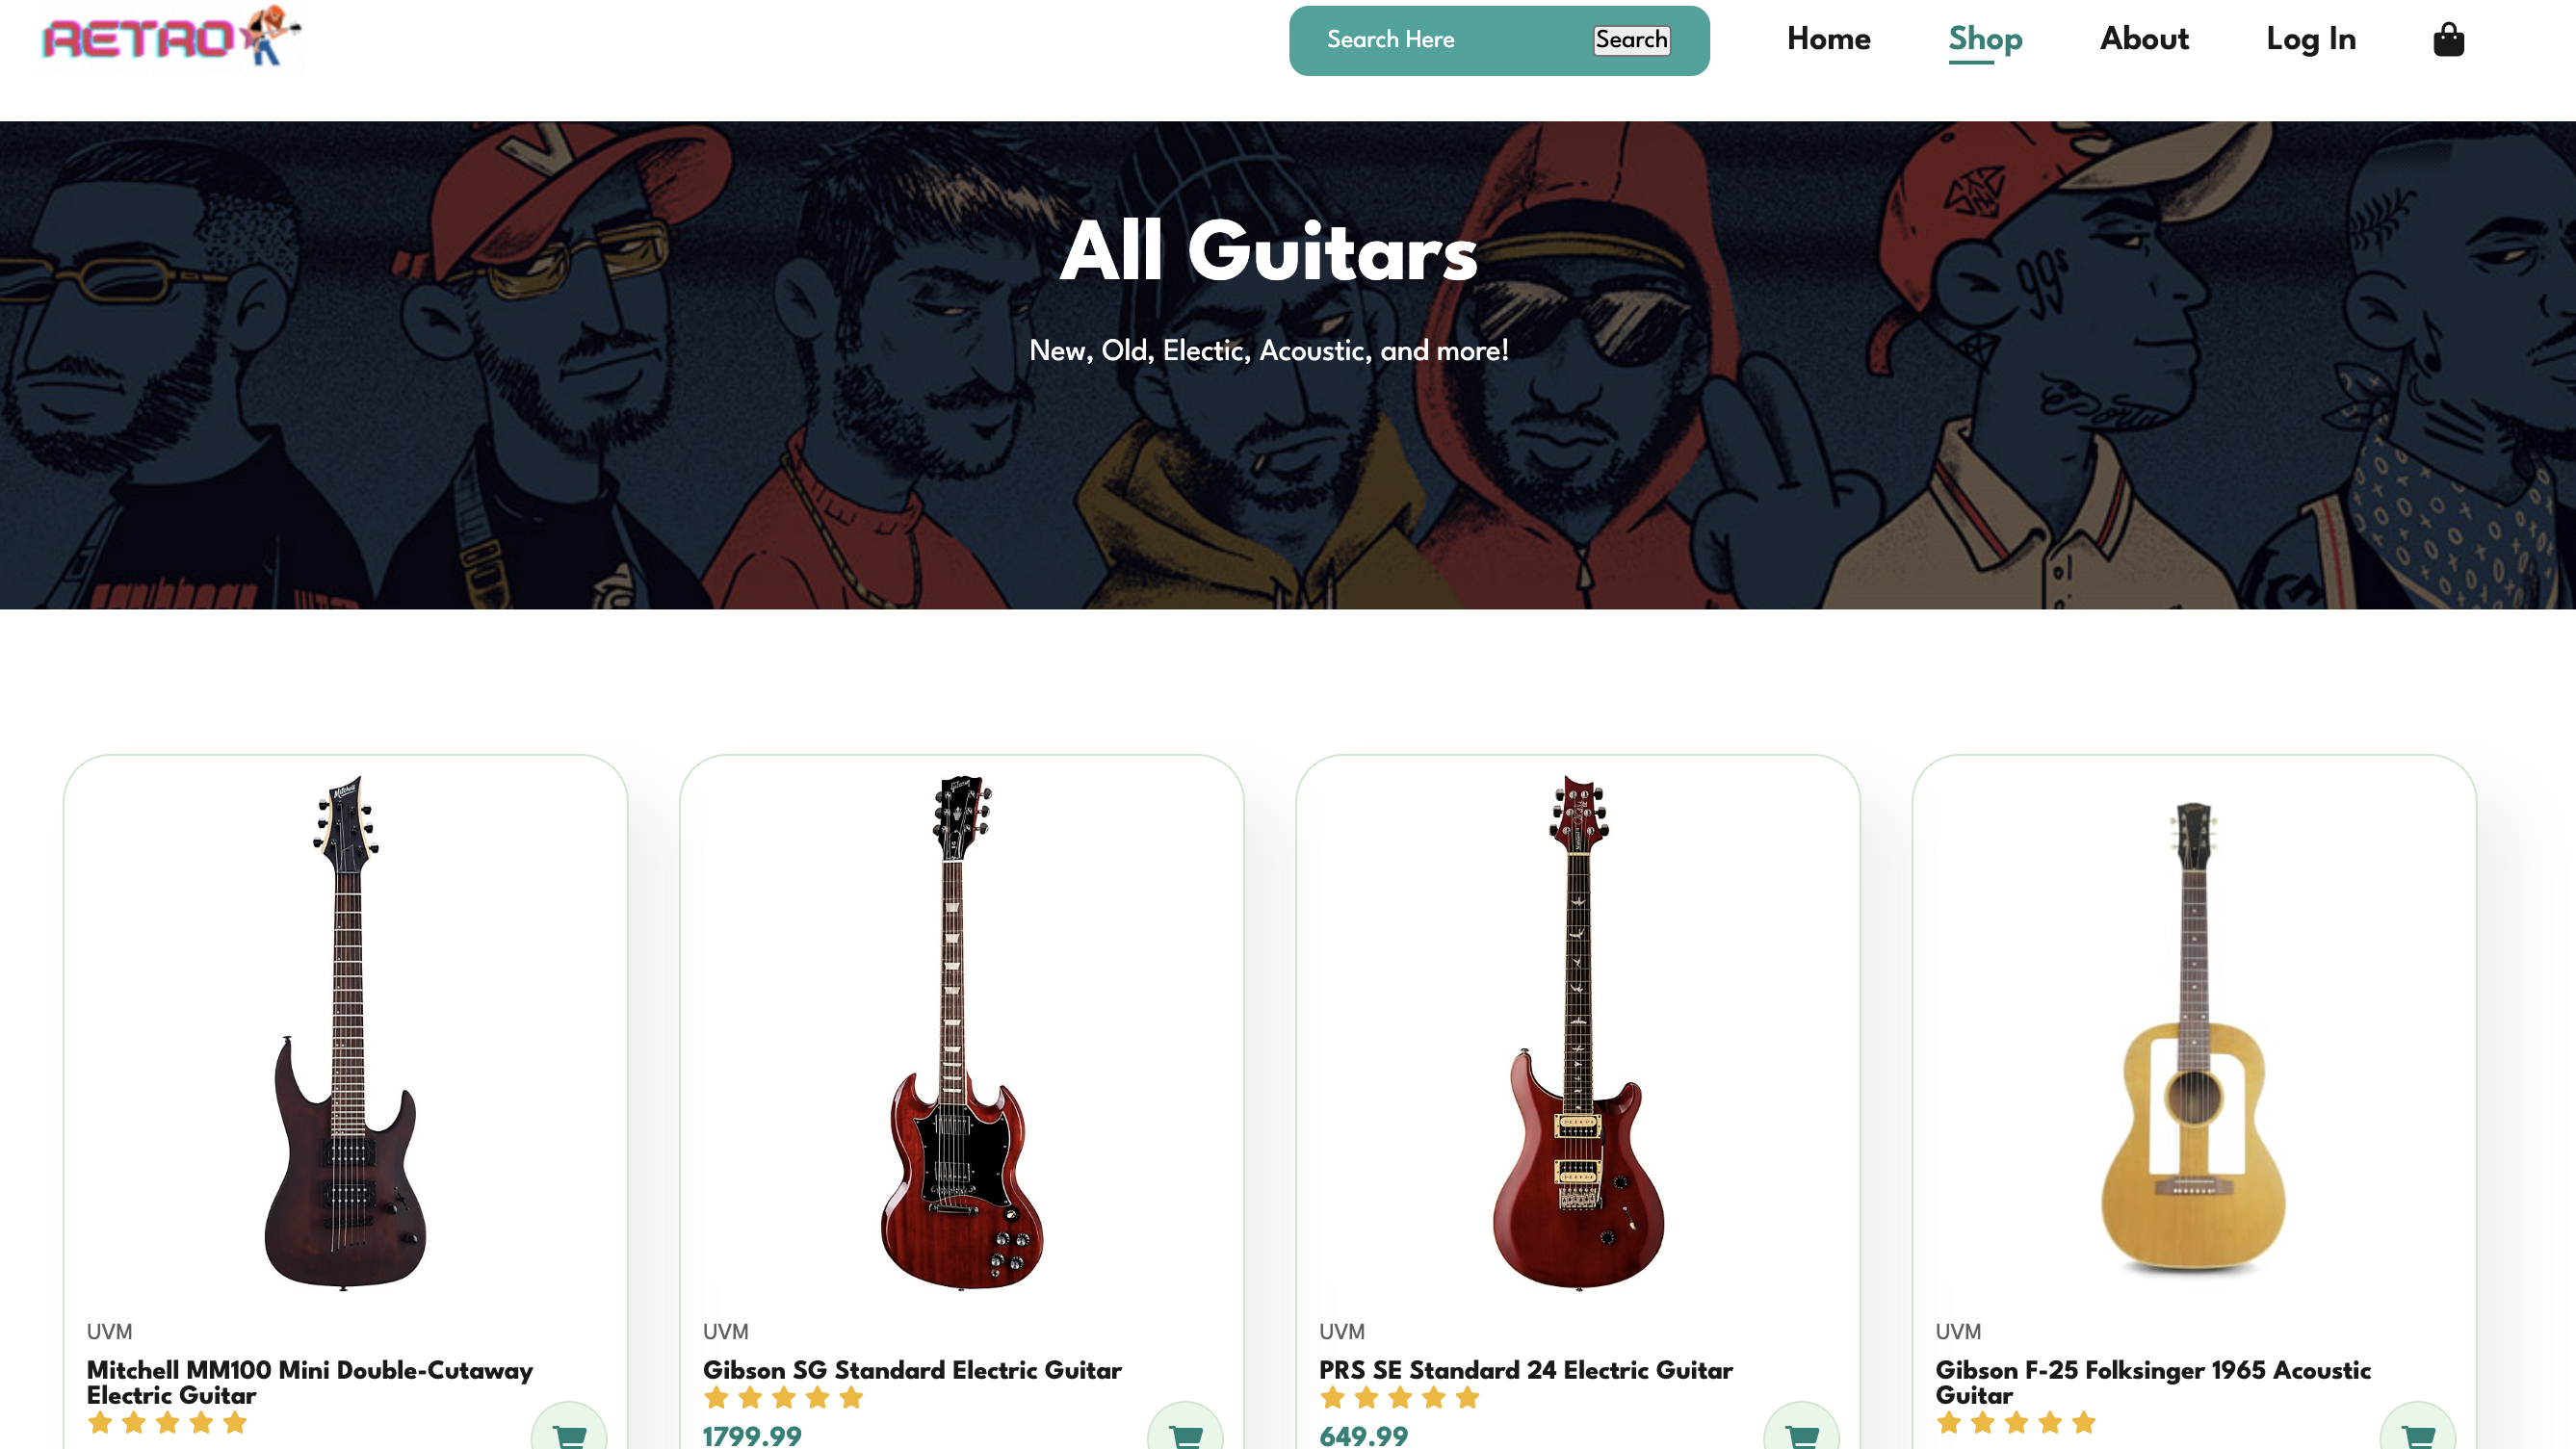 RETRO
Search Here
Search
Home
Shop
About
Log In
All Guitars
New, Old, Electic, Acoustic, and more!
V
99s
Mitchell
UVM
Mitchell MM100 Mini Double-Cutaway
Electric Guitar
UVM
Gibson SG Standard Electric Guitar
1799.99
UVM
PRS SE Standard 24 Electric Guitar
649.99
UVM
Gibson F-25 Folksinger 1965 Acoustic
Guitar